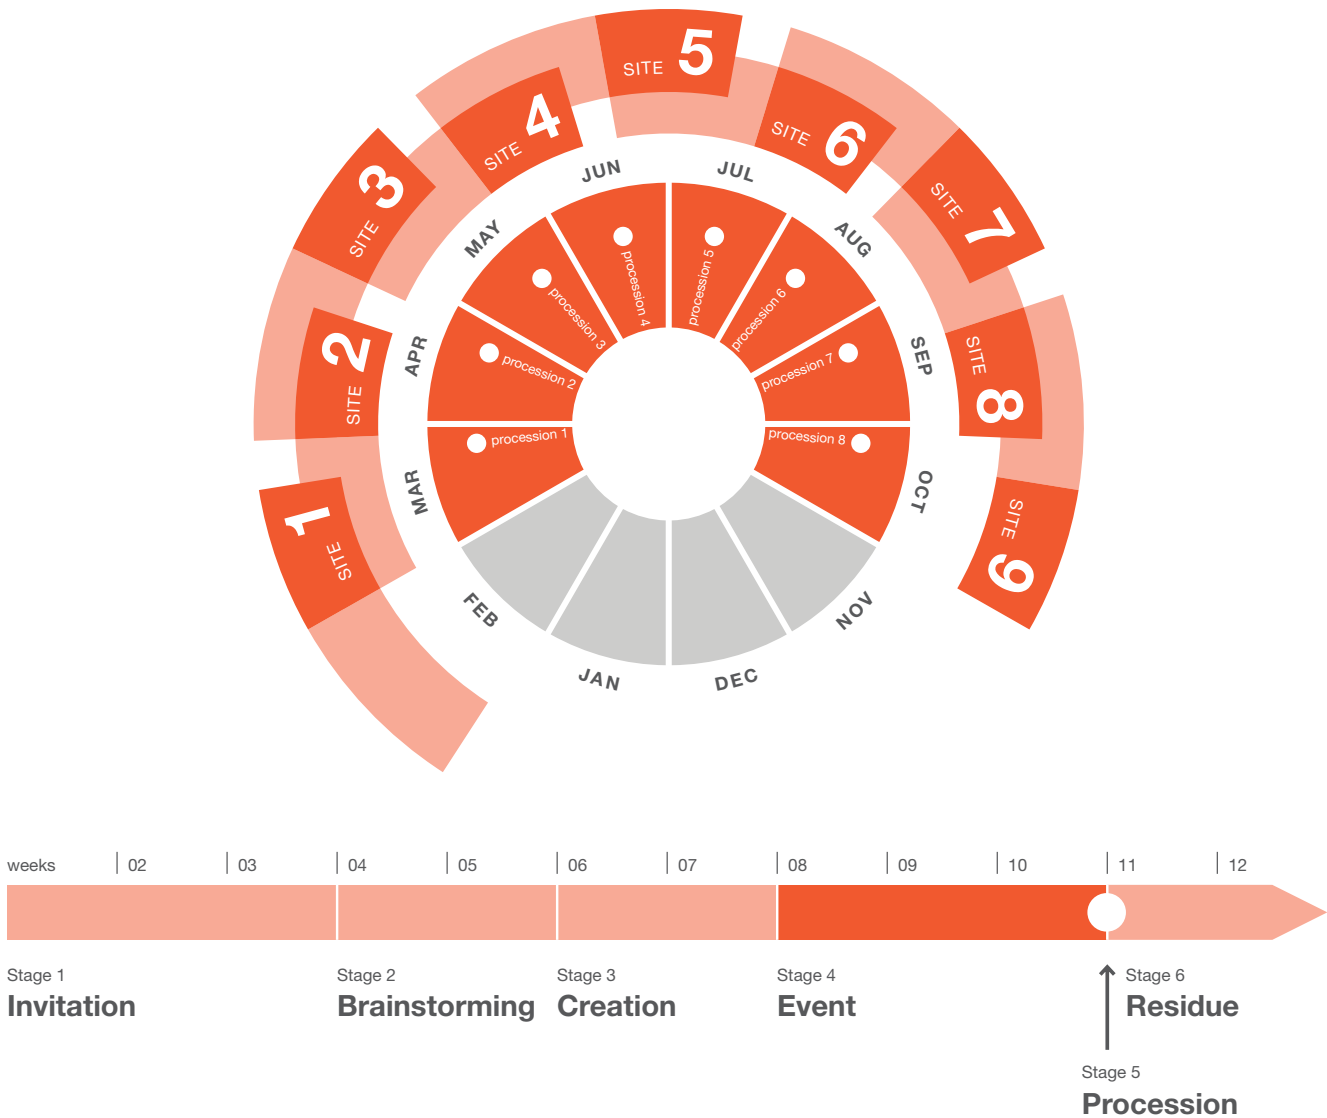 SITE 1
SITE 2
SITE 3
SITE 4
SITE 5
SITE 6
SITE 7
SITE 8
SITE 9
JAN
FEB
MAR
APR
MAY
JUN
JUL
AUG
SEP
OCT
NOV
DEC
procession 1
procession 2
procession 3
procession 4
procession 5
procession 6
procession 7
procession 8
weeks 02 03 04 05 06 07 08 09 10 11 12
Stage 1
Invitation
Stage 2
Brainstorming
Stage 3
Creation
Stage 4
Event
Stage 6
Residue
Stage 5
Procession